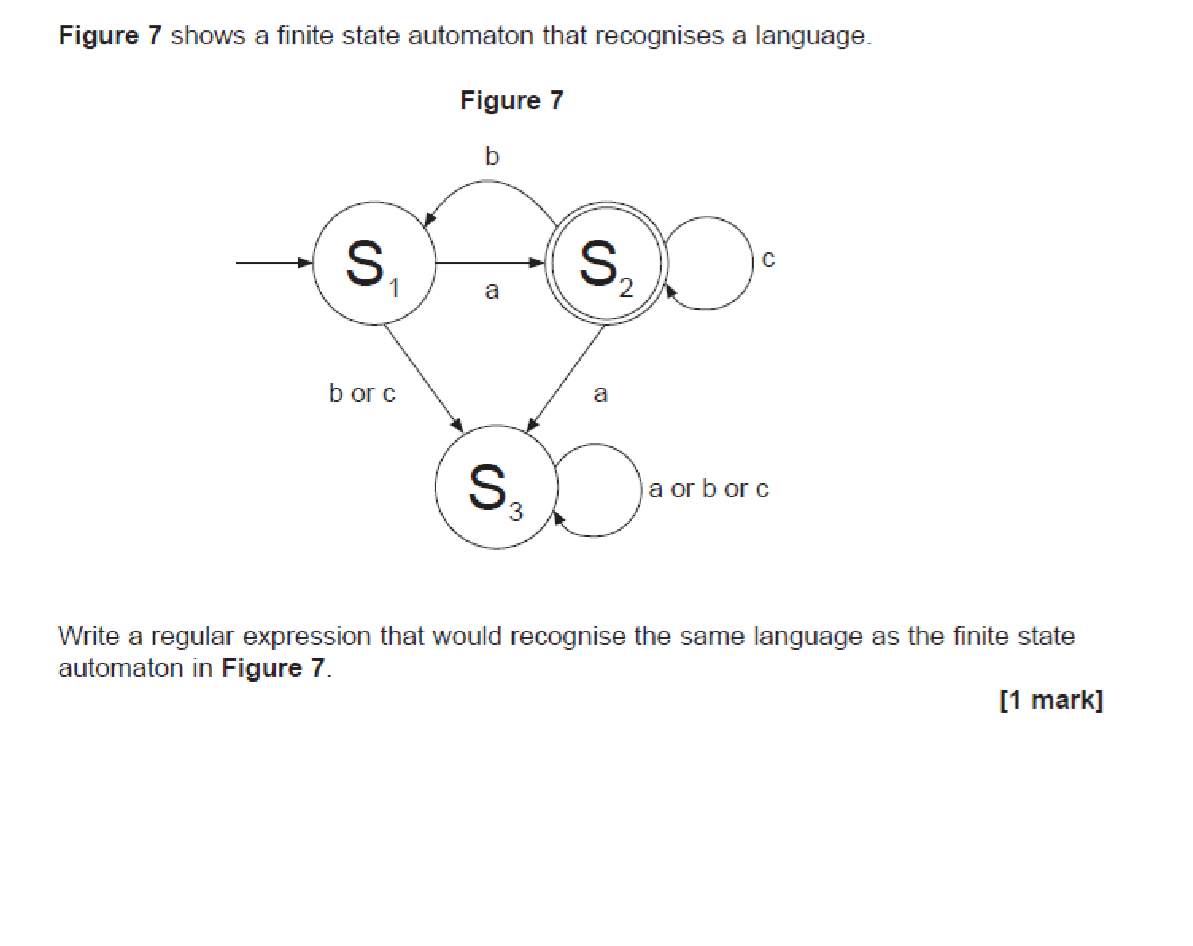 Figure 7 shows a finite state automaton that recognises a language.
Figure 7
b
S1
a
S2
c
b or c
a
S3
a or b or c
Write a regular expression that would recognise the same language as the finite state
automaton in Figure 7.
[1 mark]